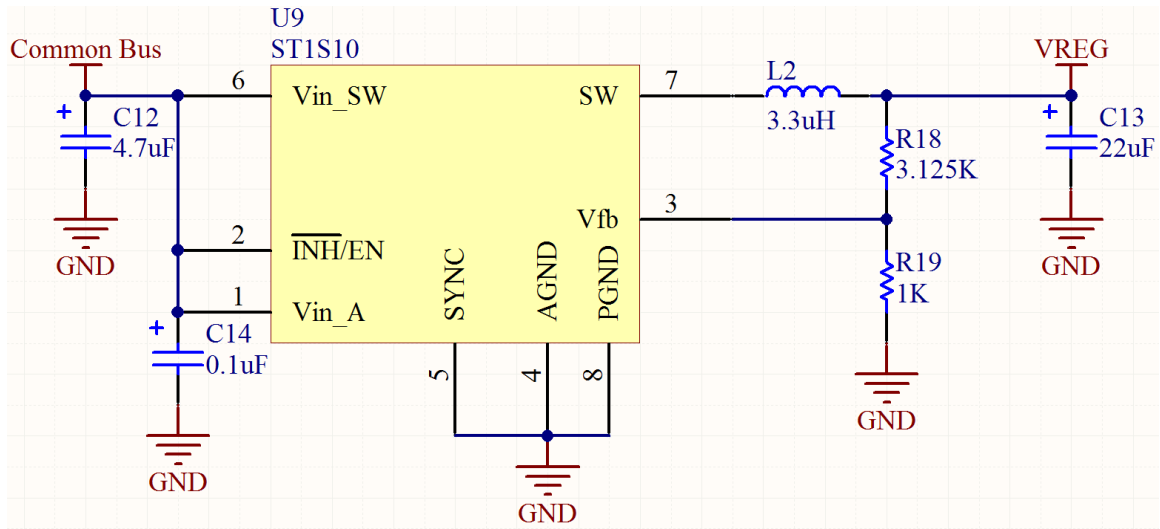 U9
ST1S10
Common Bus
VREG
6
Vin_SW
SW
7
L2
3.3uH
C12
4.7uF
C13
22uF
R18
3.125K
Vfb
3
2
INH/EN
GND
GND
R19
1K
1
Vin_A
SYNC
AGND
PGND
C14
0.1uF
5
4
8
GND
GND
GND